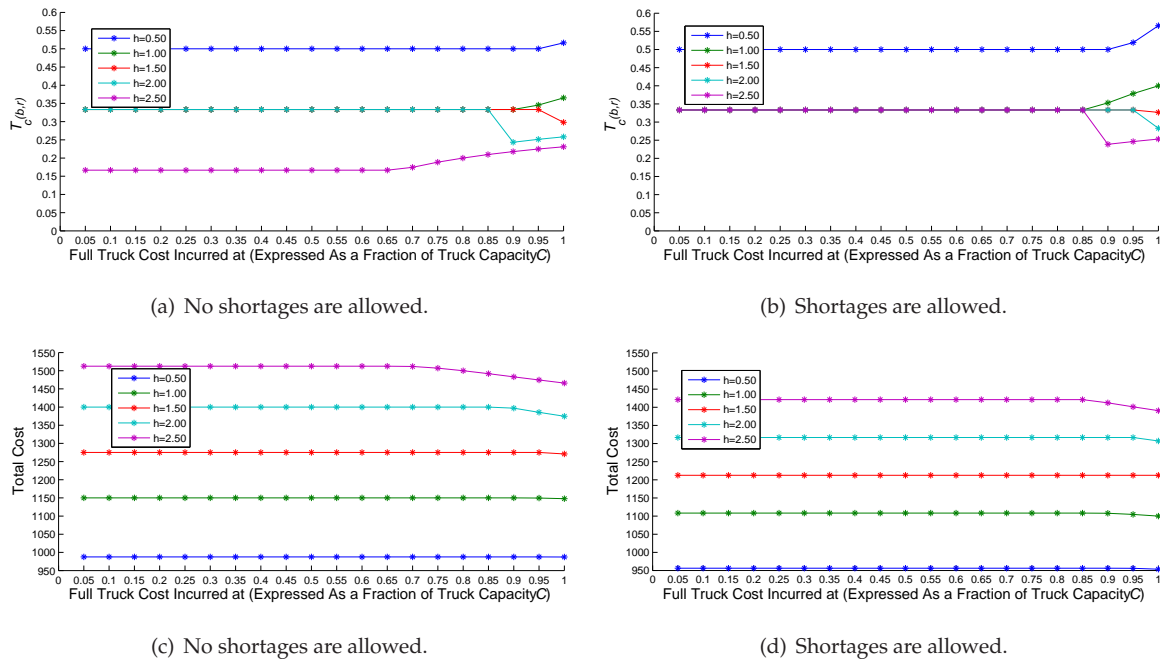 0.6
0.55
0.5
0.45
0.4
0.35
0.3
0.25
0.2
0.15
0.1
0.05
0
T_c(b,r)
h=0.50
h=1.00
h=1.50
h=2.00
h=2.50
0 0.05 0.1 0.15 0.2 0.25 0.3 0.35 0.4 0.45 0.5 0.55 0.6 0.65 0.7 0.75 0.8 0.85 0.9 0.95 1
Full Truck Cost Incurred at (Expressed As a Fraction of Truck CapacityC)
(a) No shortages are allowed.
0.6
0.55
0.5
0.45
0.4
0.35
0.3
0.25
0.2
0.15
0.1
0.05
0
T_c(b,r)
h=0.50
h=1.00
h=1.50
h=2.00
h=2.50
0 0.05 0.1 0.15 0.2 0.25 0.3 0.35 0.4 0.45 0.5 0.55 0.6 0.65 0.7 0.75 0.8 0.85 0.9 0.95 1
Full Truck Cost Incurred at (Expressed As a Fraction of Truck CapacityC)
(b) Shortages are allowed.
1550
1500
1450
1400
1350
1300
1250
1200
1150
1100
1050
1000
950
Total Cost
h=0.50
h=1.00
h=1.50
h=2.00
h=2.50
0 0.05 0.1 0.15 0.2 0.25 0.3 0.35 0.4 0.45 0.5 0.55 0.6 0.65 0.7 0.75 0.8 0.85 0.9 0.95 1
Full Truck Cost Incurred at (Expressed As a Fraction of Truck CapacityC)
(c) No shortages are allowed.
1550
1500
1450
1400
1350
1300
1250
1200
1150
1100
1050
1000
950
Total Cost
h=0.50
h=1.00
h=1.50
h=2.00
h=2.50
0 0.05 0.1 0.15 0.2 0.25 0.3 0.35 0.4 0.45 0.5 0.55 0.6 0.65 0.7 0.75 0.8 0.85 0.9 0.95 1
Full Truck Cost Incurred at (Expressed As a Fraction of Truck CapacityC)
(d) Shortages are allowed.